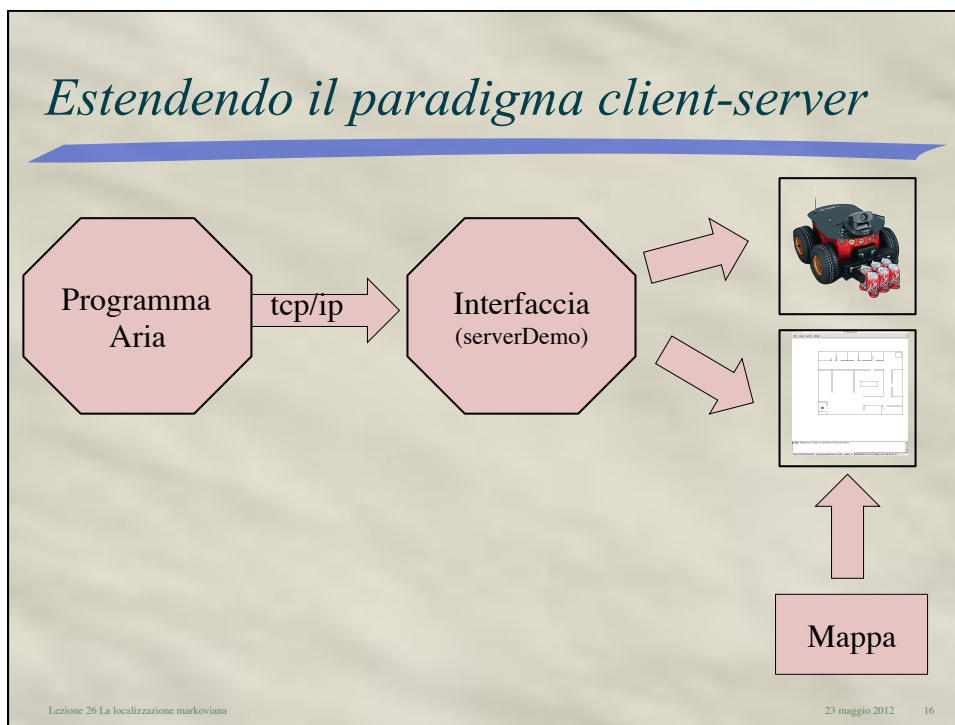 Estendendo il paradigma client-server
Programma
Aria
tcp/ip
Interfaccia
(serverDemo)
Mappa
Lezione 26 La localizzazione markoviana
23 maggio 2012
16